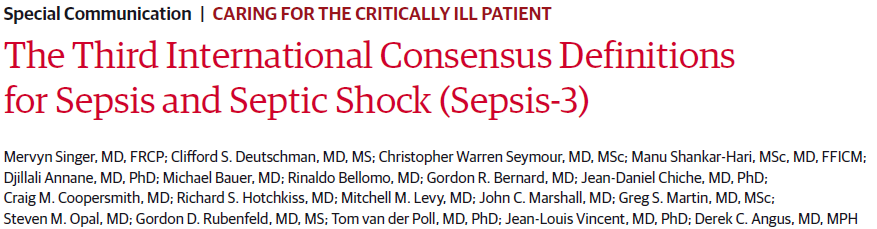 Special Communication | CARING FOR THE CRITICALLY ILL PATIENT
The Third International Consensus Definitions
for Sepsis and Septic Shock (Sepsis-3)
Mervyn Singer, MD, FRCP; Clifford S. Deutschman, MD, MS; Christopher Warren Seymour, MD, MSc; Manu Shankar-Hari, MSc, MD, FFICM;
Djillali Annane, MD, PhD; Michael Bauer, MD; Rinaldo Bellomo, MD; Gordon R. Bernard, MD; Jean-Daniel Chiche, MD, PhD;
Craig M. Coopersmith, MD; Richard S. Hotchkiss, MD; Mitchell M. Levy, MD; John C. Marshall, MD; Greg S. Martin, MD, MSc;
Steven M. Opal, MD; Gordon D. Rubenfeld, MD, MS; Tom van der Poll, MD, PhD; Jean-Louis Vincent, MD, PhD; Derek C. Angus, MD, MPH